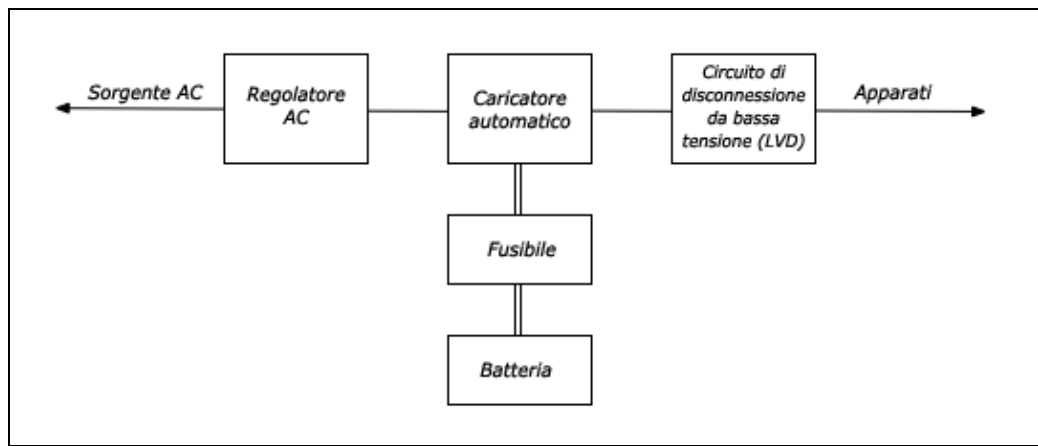 Sorgente AC
Regolatore
AC
Caricatore
automatico
Circuito di
disconnessione
da bassa
tensione (LVD)
Apparati
Fusibile
Batteria